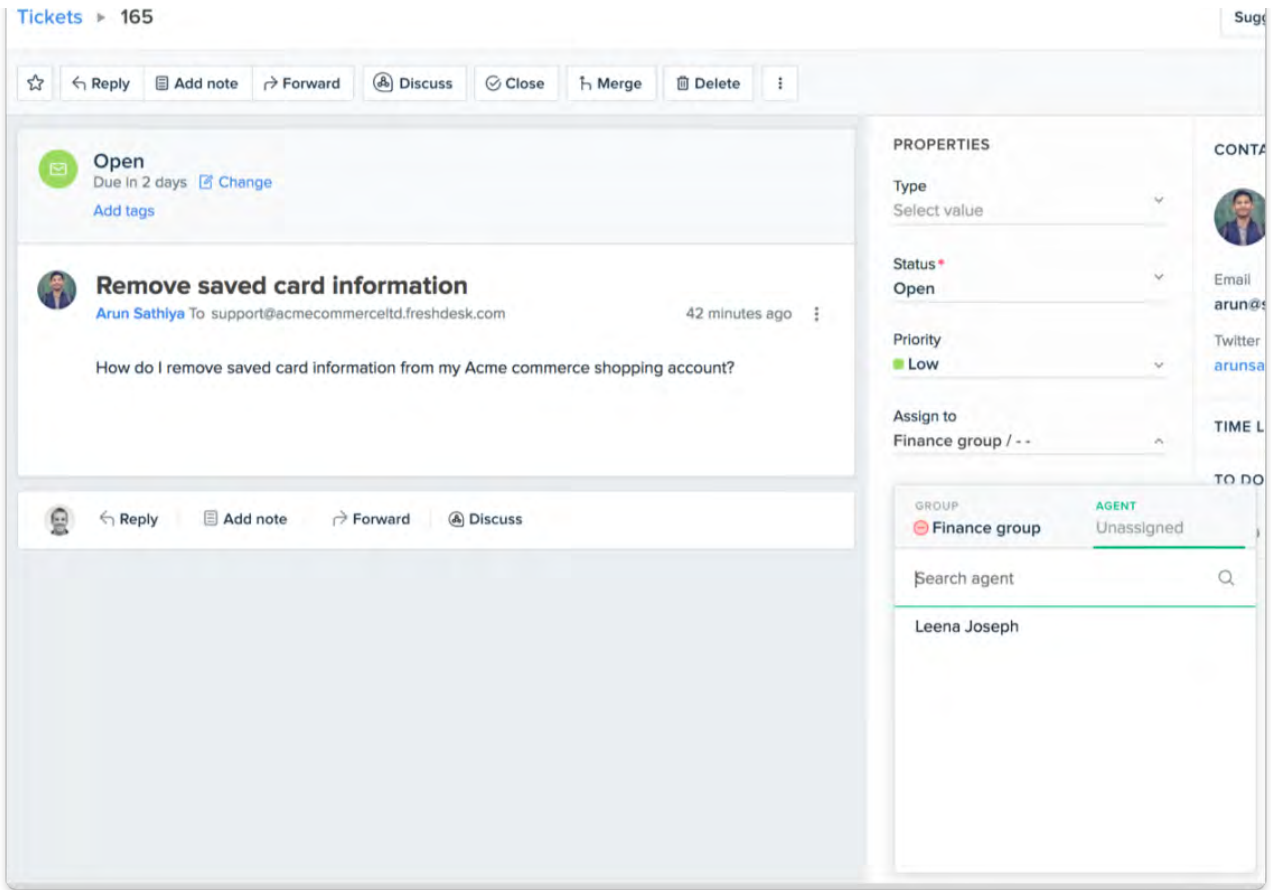 Tickets ▸ 165
Reply Add note Forward Discuss Close Merge Delete
Open
Due in 2 days Change
Add tags
Remove saved card information
Arun Sathiya To support@acmecommerceltd.freshdesk.com 42 minutes ago
How do I remove saved card information from my Acme commerce shopping account?
Reply Add note Forward Discuss
PROPERTIES
Type
Select value
Status*
Open
Priority
Low
Assign to
Finance group / - -
GROUP AGENT
Finance group Unassigned
Search agent
Leena Joseph
Email
Twitter
TO DO